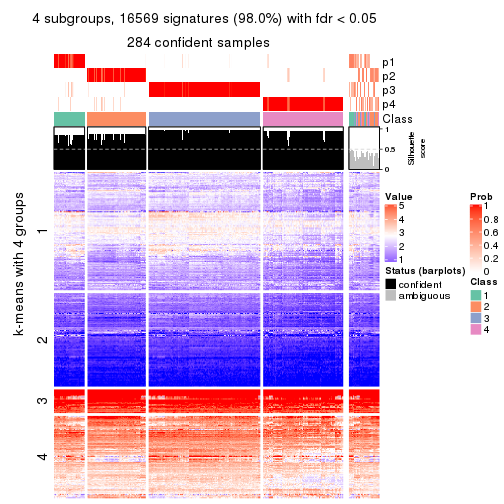 4 subgroups, 16569 signatures (98.0%) with fdr < 0.05
284 confident samples
p1
p2
p3
p4
Class
1
0.5
0
Silhouette
score
k-means with 4 groups
1
2
3
4
Value
5
4
3
2
1
Status (barplots)
confident
ambiguous
Prob
1
0.8
0.6
0.4
0.2
0
Class
1
2
3
4